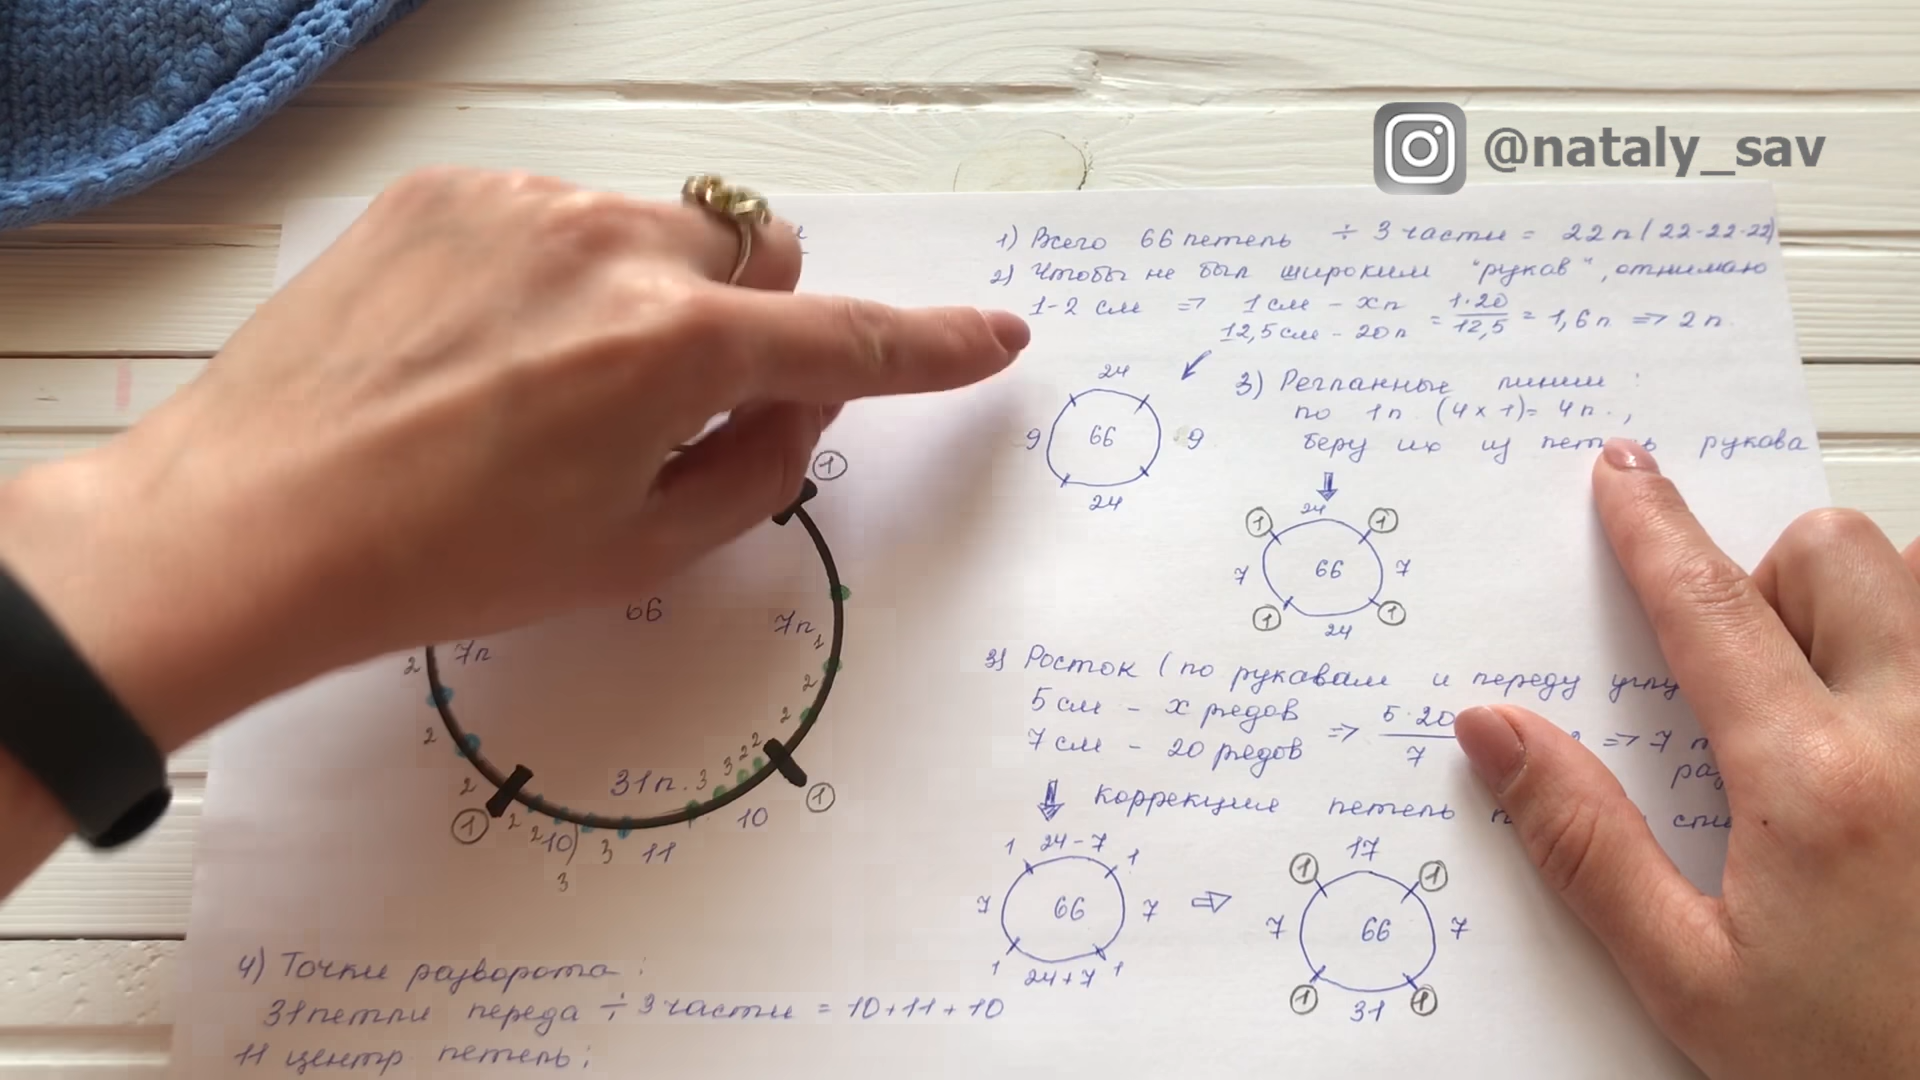 @nataly_sav
1) Всего 66 петель ÷ 3 части = 22 п (22-22-22)
2) Чтобы не был широким "рукав", отнимаю
1-2 см => 1 см - х п = 1·20 / 12,5 = 1,6 п => 2 п
12,5 см - 20 п
24
9 66 9
24
3) Регланные линии :
по 1 п. (4 х 1) = 4 п.,
беру их из петель рукава
24
1 1
7 66 7
1 1
24
3) Росток (по рукавам и переду
5 см - х рядов => 5·20 / 7 => 7
7 см - 20 рядов
коррекция петель
1 24-7 1
7 66 7
1 24+7 1
17
1 1
7 66 7
1 1
31
1
66
7п
7п
1
2
2
2
2
3
3
2
2
2
31п.
1
1
2
2
3
3
10
11
10
4) Точки разворота :
31 петли переда ÷ 3 части = 10+11+10
11 центр петель;